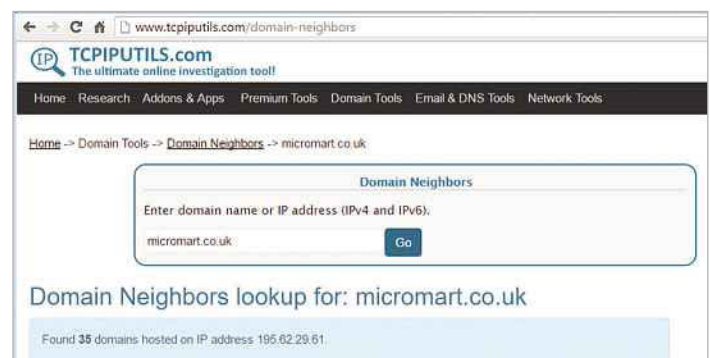 www.tcpiputils.com/domain-neighbors
IP
TCPIPUTILS.com
The ultimate online investigation tool!
Home Research Addons & Apps Premium Tools Domain Tools Email & DNS Tools Network Tools
Home -> Domain Tools -> Domain Neighbors -> micromart.co.uk
Domain Neighbors
Enter domain name or IP address (IPv4 and IPv6).
micromart.co.uk Go
Domain Neighbors lookup for: micromart.co.uk
Found 35 domains hosted on IP address 195.62.29.61.